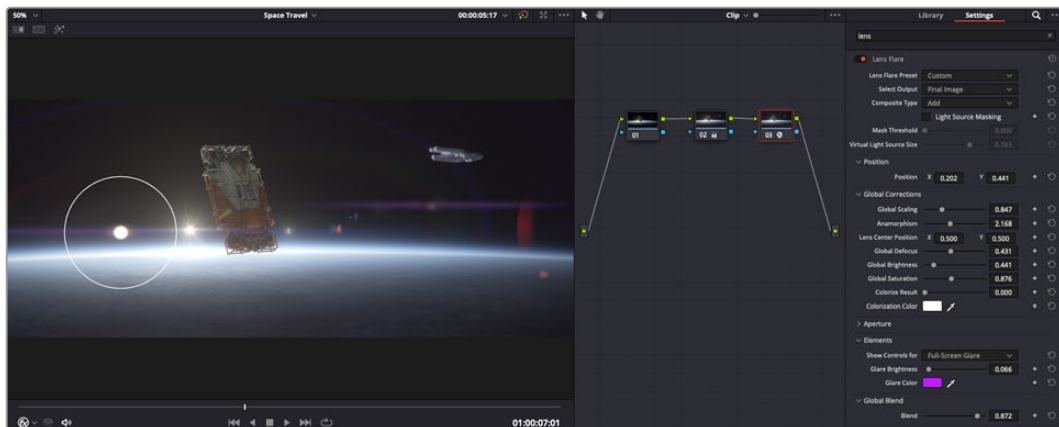 50%
Space Travel
00:00:05:17
Clip
Library
Settings
lens
Lens Flare
Lens Flare Preset Custom
Select Output Final Image
Composite Type Add
Light Source Masking
Mask Threshold 0.000
Virtual Light Source Size 0.743
Position
Position X 0.202 Y 0.441
Global Corrections
Global Scaling 0.847
Anamorphism 2.168
Lens Center Position X 0.500 Y 0.500
Global Defocus 0.431
Global Brightness 0.441
Global Saturation 0.876
Colorize Result 0.000
Colorization Color
Aperture
Elements
Show Controls for Full-Screen Glare
Glare Brightness 0.066
Glare Color
Global Blend
Blend 0.872
01
02
03
01:00:07:01